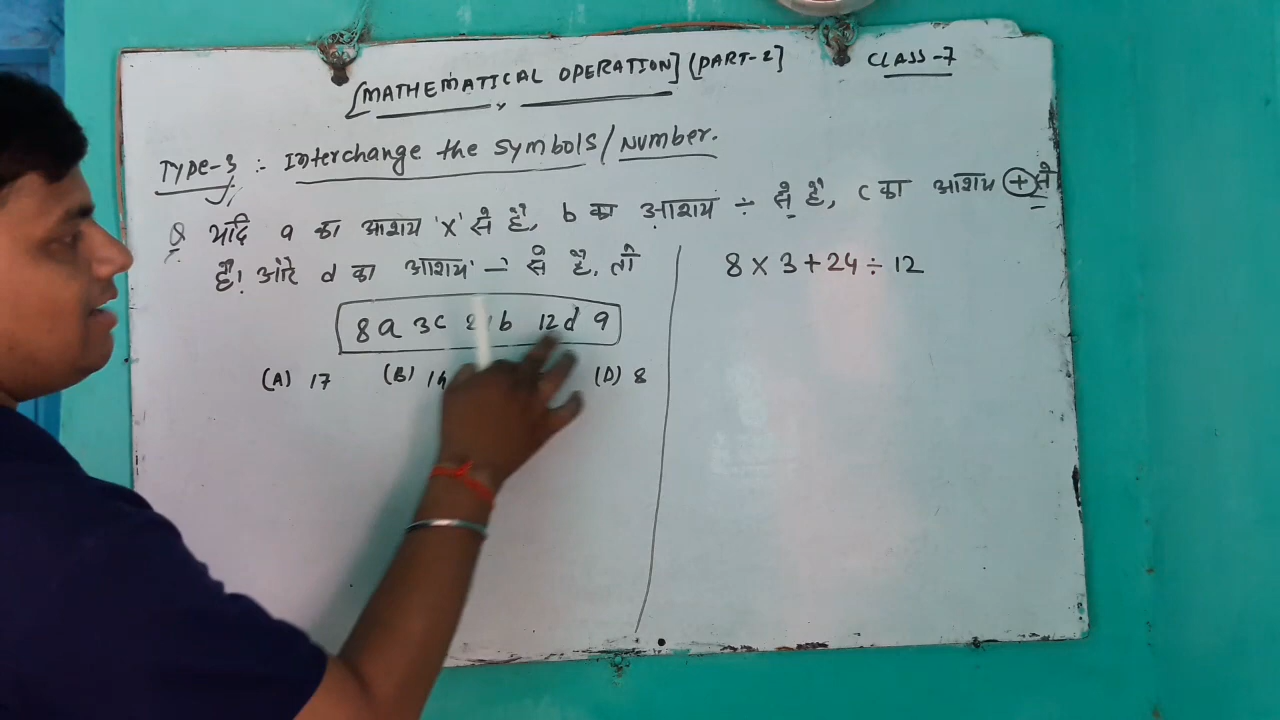 [MATHEMATICAL OPERATION] (PART-2] CLASS-7
TYPE-3 :- Interchange the symbols/Number.
Q यदि a का आशय 'x' से हैं, b का आशय ÷ से हैं, c का आशय + से
हैं! और d का आशय '-' से है, तो
8 a 3 c b 12 d 9
(A) 17 (B) (D) 8
8 × 3 + 24 ÷ 12